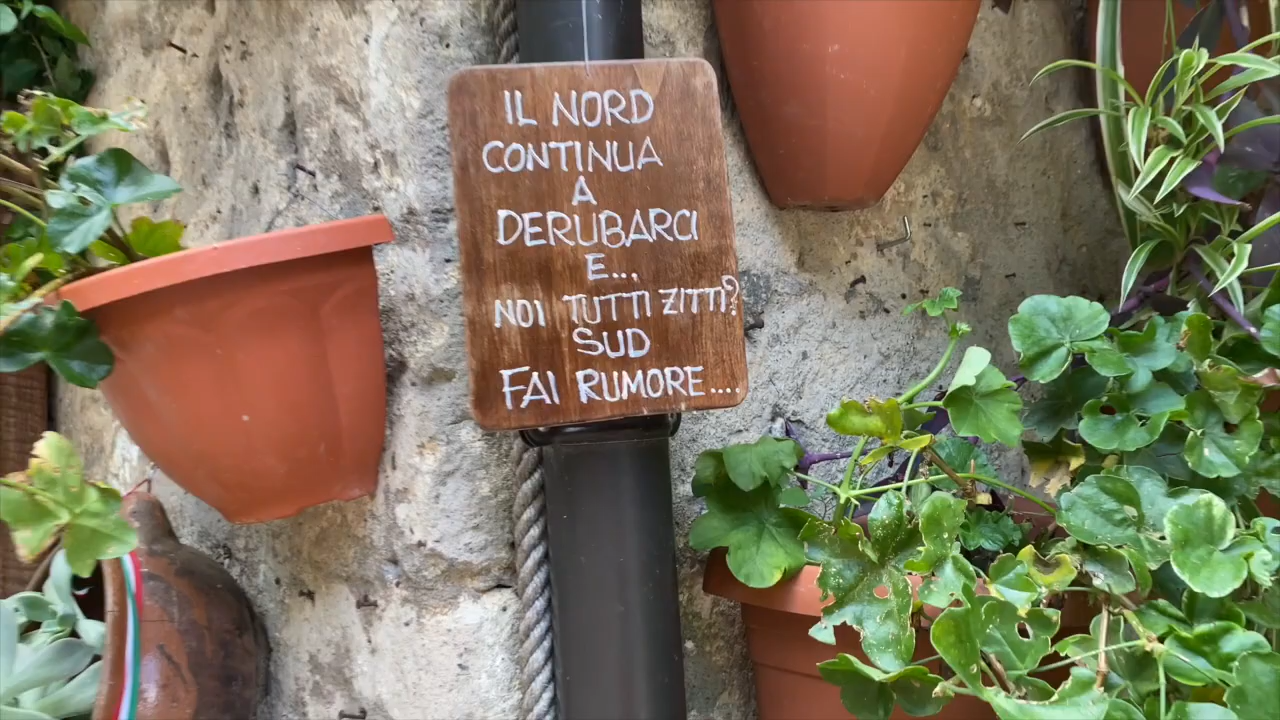 IL NORD
CONTINUA
A
DERUBARCI
E...
NOI TUTTI ZITTI?
SUD
FAI RUMORE....